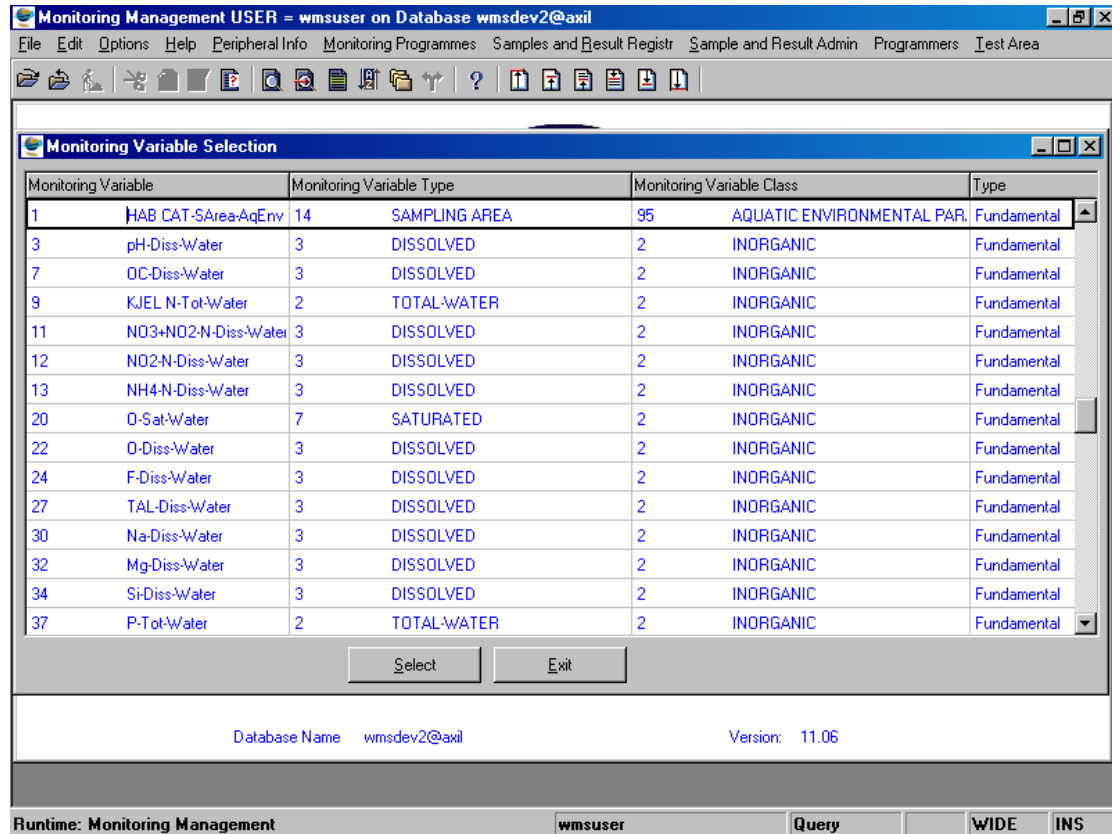 Monitoring Management USER = wmsuser on Database wmsdev2@axil
File Edit Options Help Peripheral Info Monitoring Programmes Samples and Result Registr Sample and Result Admin Programmers Test Area
Monitoring Variable Selection
Monitoring Variable Monitoring Variable Type Monitoring Variable Class Type
1 HAB CAT-SArea-AqEnv 14 SAMPLING AREA 95 AQUATIC ENVIRONMENTAL PAR. Fundamental
3 pH-Diss-Water 3 DISSOLVED 2 INORGANIC Fundamental
7 OC-Diss-Water 3 DISSOLVED 2 INORGANIC Fundamental
9 KJEL N-Tot-Water 2 TOTAL-WATER 2 INORGANIC Fundamental
11 NO3+NO2-N-Diss-Water 3 DISSOLVED 2 INORGANIC Fundamental
12 NO2-N-Diss-Water 3 DISSOLVED 2 INORGANIC Fundamental
13 NH4-N-Diss-Water 3 DISSOLVED 2 INORGANIC Fundamental
20 O-Sat-Water 7 SATURATED 2 INORGANIC Fundamental
22 O-Diss-Water 3 DISSOLVED 2 INORGANIC Fundamental
24 F-Diss-Water 3 DISSOLVED 2 INORGANIC Fundamental
27 TAL-Diss-Water 3 DISSOLVED 2 INORGANIC Fundamental
30 Na-Diss-Water 3 DISSOLVED 2 INORGANIC Fundamental
32 Mg-Diss-Water 3 DISSOLVED 2 INORGANIC Fundamental
34 Si-Diss-Water 3 DISSOLVED 2 INORGANIC Fundamental
37 P-Tot-Water 2 TOTAL-WATER 2 INORGANIC Fundamental
Select Exit
Database Name wmsdev2@axil Version: 11.06
Runtime: Monitoring Management wmsuser Query WIDE INS